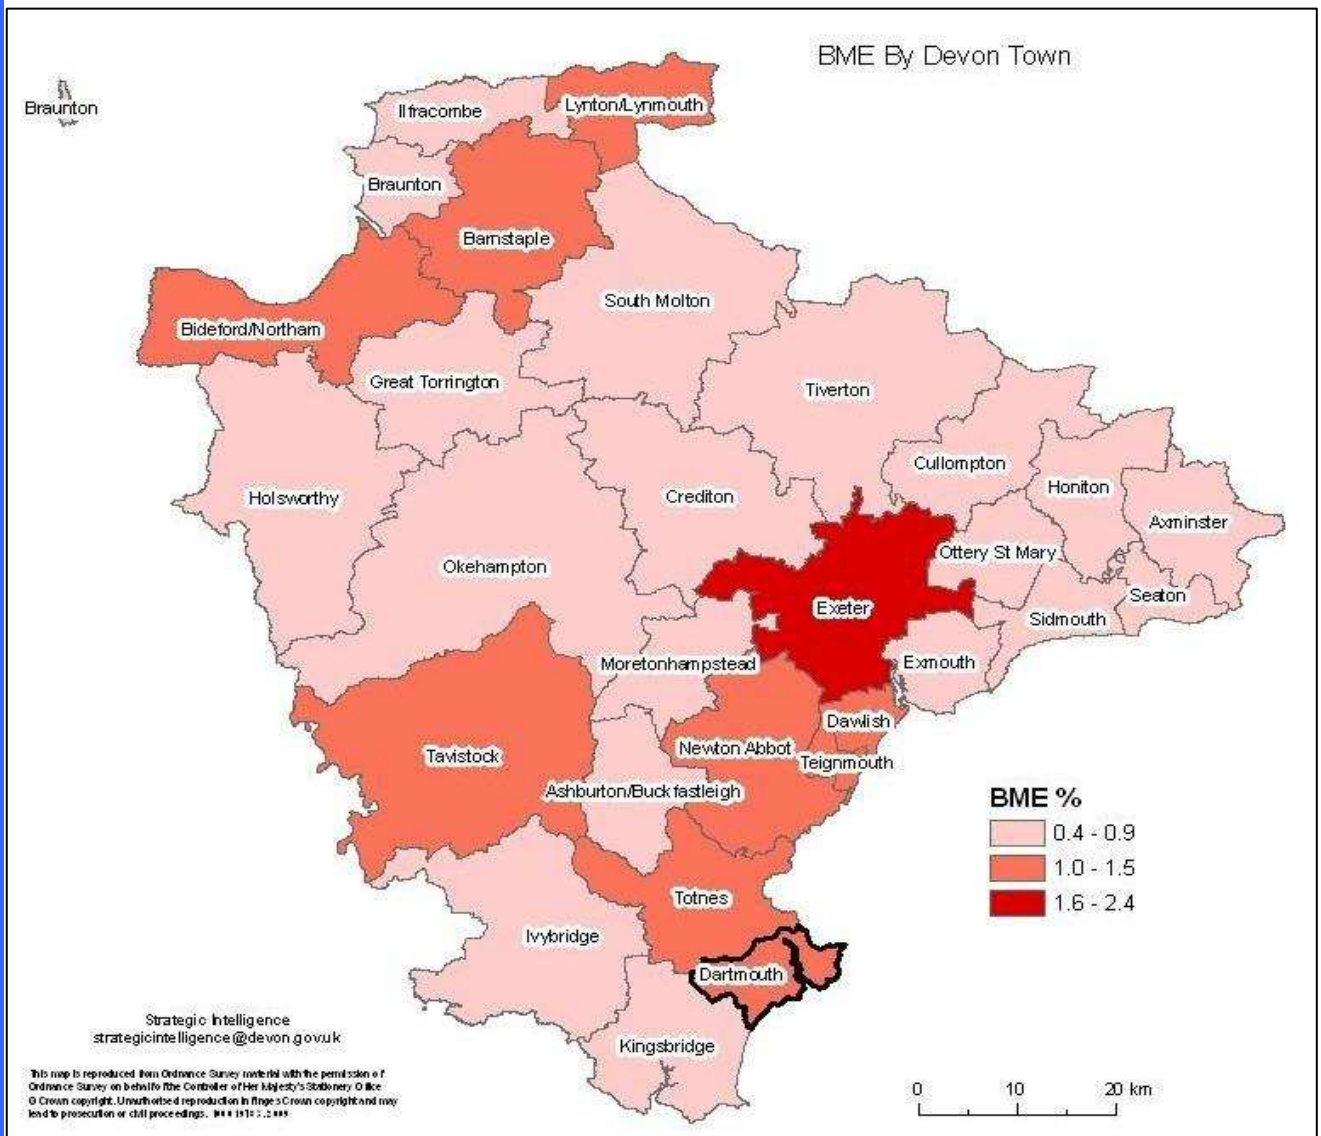 BME By Devon Town
Braunton
Ilfracombe
Lynton/Lynmouth
Braunton
Barnstaple
South Molton
Bideford/Northam
Great Torrington
Tiverton
Cullompton
Honiton
Holsworthy
Crediton
Axminster
Okehampton
Ottery St Mary
Seaton
Exeter
Sidmouth
Moretonhampstead
Exmouth
Dawlish
Newton Abbot
Tavistock
Teignmouth
Ashburton/Buckfastleigh
BME %
0.4 - 0.9
1.0 - 1.5
1.6 - 2.4
Totnes
Ivybridge
Dartmouth
Kingsbridge
Strategic Intelligence
strategicintelligence@devon.gov.uk
This map is reproduced from Ordnance Survey material with the permission of
Ordnance Survey on behalf of the Controller of Her Majesty's Stationery Office
© Crown copyright. Unauthorised reproduction infringes Crown copyright and may
lead to prosecution or civil proceedings.
0 10 20 km